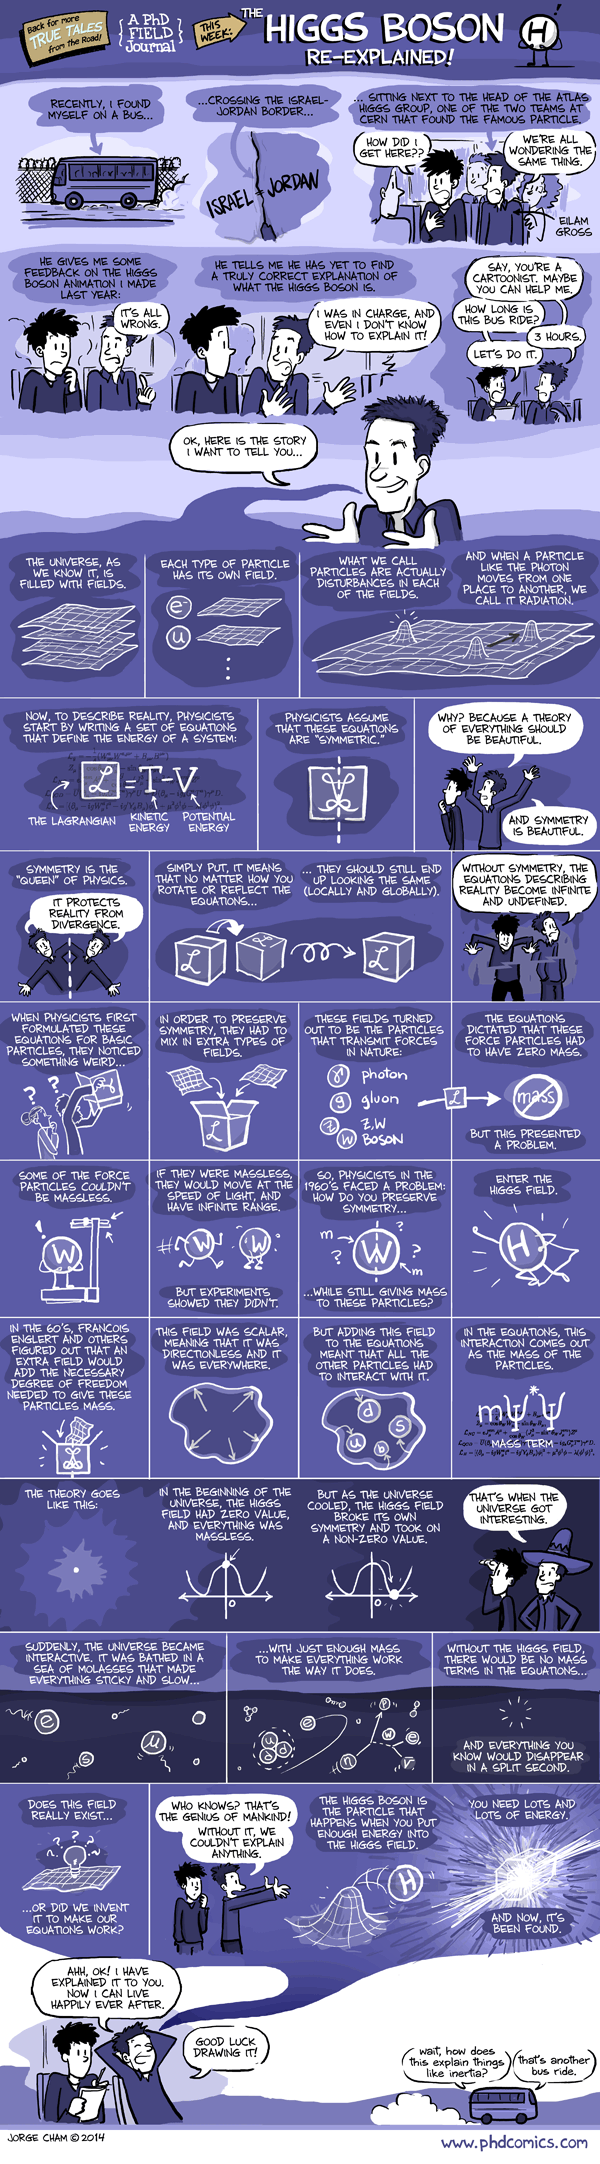 Back for more
TRUE TALES
from the Road!
A PhD
FIELD
Journal
THIS
WEEK:
THE
HIGGS BOSON
RE-EXPLAINED!
H
RECENTLY, I FOUND
MYSELF ON A BUS...
...CROSSING THE ISRAEL-
JORDAN BORDER...
ISRAEL
JORDAN
... SITTING NEXT TO THE HEAD OF THE ATLAS
HIGGS GROUP, ONE OF THE TWO TEAMS AT
CERN THAT FOUND THE FAMOUS PARTICLE.
HOW DID I
GET HERE??
WE'RE ALL
WONDERING THE
SAME THING.
EILAM
GROSS
HE GIVES ME SOME
FEEDBACK ON THE HIGGS
BOSON ANIMATION I MADE
LAST YEAR:
IT'S ALL
WRONG.
HE TELLS ME HE HAS YET TO FIND
A TRULY CORRECT EXPLANATION OF
WHAT THE HIGGS BOSON IS.
I WAS IN CHARGE, AND
EVEN I DON'T KNOW
HOW TO EXPLAIN IT!
SAY, YOU'RE A
CARTOONIST. MAYBE
YOU CAN HELP ME.
HOW LONG IS
THIS BUS RIDE?
3 HOURS.
LET'S DO IT.
OK, HERE IS THE STORY
I WANT TO TELL YOU...
THE UNIVERSE, AS
WE KNOW IT, IS
FILLED WITH FIELDS.
EACH TYPE OF PARTICLE
HAS ITS OWN FIELD.
e-
u
WHAT WE CALL
PARTICLES ARE ACTUALLY
DISTURBANCES IN EACH
OF THE FIELDS.
AND WHEN A PARTICLE
LIKE THE PHOTON
MOVES FROM ONE
PLACE TO ANOTHER, WE
CALL IT RADIATION.
NOW, TO DESCRIBE REALITY, PHYSICISTS
START BY WRITING A SET OF EQUATIONS
THAT DEFINE THE ENERGY OF A SYSTEM:
ℒ = T - V
THE LAGRANGIAN
KINETIC
ENERGY
POTENTIAL
ENERGY
PHYSICISTS ASSUME
THAT THESE EQUATIONS
ARE "SYMMETRIC."
WHY? BECAUSE A THEORY
OF EVERYTHING SHOULD
BE BEAUTIFUL.
AND SYMMETRY
IS BEAUTIFUL.
SYMMETRY IS THE
"QUEEN" OF PHYSICS.
IT PROTECTS
REALITY FROM
DIVERGENCE.
SIMPLY PUT, IT MEANS
THAT NO MATTER HOW YOU
ROTATE OR REFLECT THE
EQUATIONS...
... THEY SHOULD STILL END
UP LOOKING THE SAME
(LOCALLY AND GLOBALLY).
ℒ
ℒ
ℒ
WITHOUT SYMMETRY, THE
EQUATIONS DESCRIBING
REALITY BECOME INFINITE
AND UNDEFINED.
WHEN PHYSICISTS FIRST
FORMULATED THESE
EQUATIONS FOR BASIC
PARTICLES, THEY NOTICED
SOMETHING WEIRD...
? ?
ℒ
IN ORDER TO PRESERVE
SYMMETRY, THEY HAD TO
MIX IN EXTRA TYPES OF
FIELDS.
ℒ
THESE FIELDS TURNED
OUT TO BE THE PARTICLES
THAT TRANSMIT FORCES
IN NATURE:
γ photon
g gluon
Z Z,W
W BOSON
THE EQUATIONS
DICTATED THAT THESE
FORCE PARTICLES HAD
TO HAVE ZERO MASS.
ℒ
mass
BUT THIS PRESENTED
A PROBLEM.
SOME OF THE FORCE
PARTICLES COULDN'T
BE MASSLESS.
!
W
IF THEY WERE MASSLESS,
THEY WOULD MOVE AT THE
SPEED OF LIGHT, AND
HAVE INFINITE RANGE.
W W
BUT EXPERIMENTS
SHOWED THEY DIDN'T.
SO, PHYSICISTS IN THE
1960'S FACED A PROBLEM:
HOW DO YOU PRESERVE
SYMMETRY...
m ? W ? m
...WHILE STILL GIVING MASS
TO THESE PARTICLES?
ENTER THE
HIGGS FIELD.
H
IN THE 60'S, FRANCOIS
ENGLERT AND OTHERS
FIGURED OUT THAT AN
EXTRA FIELD WOULD
ADD THE NECESSARY
DEGREE OF FREEDOM
NEEDED TO GIVE THESE
PARTICLES MASS.
THIS FIELD WAS SCALAR,
MEANING THAT IT WAS
DIRECTIONLESS AND IT
WAS EVERYWHERE.
BUT ADDING THIS FIELD
TO THE EQUATIONS
MEANT THAT ALL THE
OTHER PARTICLES HAD
TO INTERACT WITH IT.
d
s
u
b
IN THE EQUATIONS, THIS
INTERACTION COMES OUT
AS THE MASS OF THE
PARTICLES.
mΨ*Ψ
MASS TERM
THE THEORY GOES
LIKE THIS:
IN THE BEGINNING OF THE
UNIVERSE, THE HIGGS
FIELD HAD ZERO VALUE,
AND EVERYTHING WAS
MASSLESS.
0
BUT AS THE UNIVERSE
COOLED, THE HIGGS FIELD
BROKE ITS OWN
SYMMETRY AND TOOK ON
A NON-ZERO VALUE.
0
THAT'S WHEN THE
UNIVERSE GOT
INTERESTING.
SUDDENLY, THE UNIVERSE BECAME
INTERACTIVE. IT WAS BATHED IN A
SEA OF MOLASSES THAT MADE
EVERYTHING STICKY AND SLOW...
e
s
u
...WITH JUST ENOUGH MASS
TO MAKE EVERYTHING WORK
THE WAY IT DOES.
WITHOUT THE HIGGS FIELD,
THERE WOULD BE NO MASS
TERMS IN THE EQUATIONS...
AND EVERYTHING YOU
KNOW WOULD DISAPPEAR
IN A SPLIT SECOND.
DOES THIS FIELD
REALLY EXIST...
...OR DID WE INVENT
IT TO MAKE OUR
EQUATIONS WORK?
WHO KNOWS? THAT'S
THE GENIUS OF MANKIND!
WITHOUT IT, WE
COULDN'T EXPLAIN
ANYTHING.
THE HIGGS BOSON IS
THE PARTICLE THAT
HAPPENS WHEN YOU PUT
ENOUGH ENERGY INTO
THE HIGGS FIELD.
H
YOU NEED LOTS AND
LOTS OF ENERGY.
AND NOW, IT'S
BEEN FOUND.
AHH, OK! I HAVE
EXPLAINED IT TO YOU.
NOW I CAN LIVE
HAPPILY EVER AFTER.
GOOD LUCK
DRAWING IT!
wait, how does
this explain things
like inertia?
that's another
bus ride.
JORGE CHAM © 2014
www.phdcomics.com